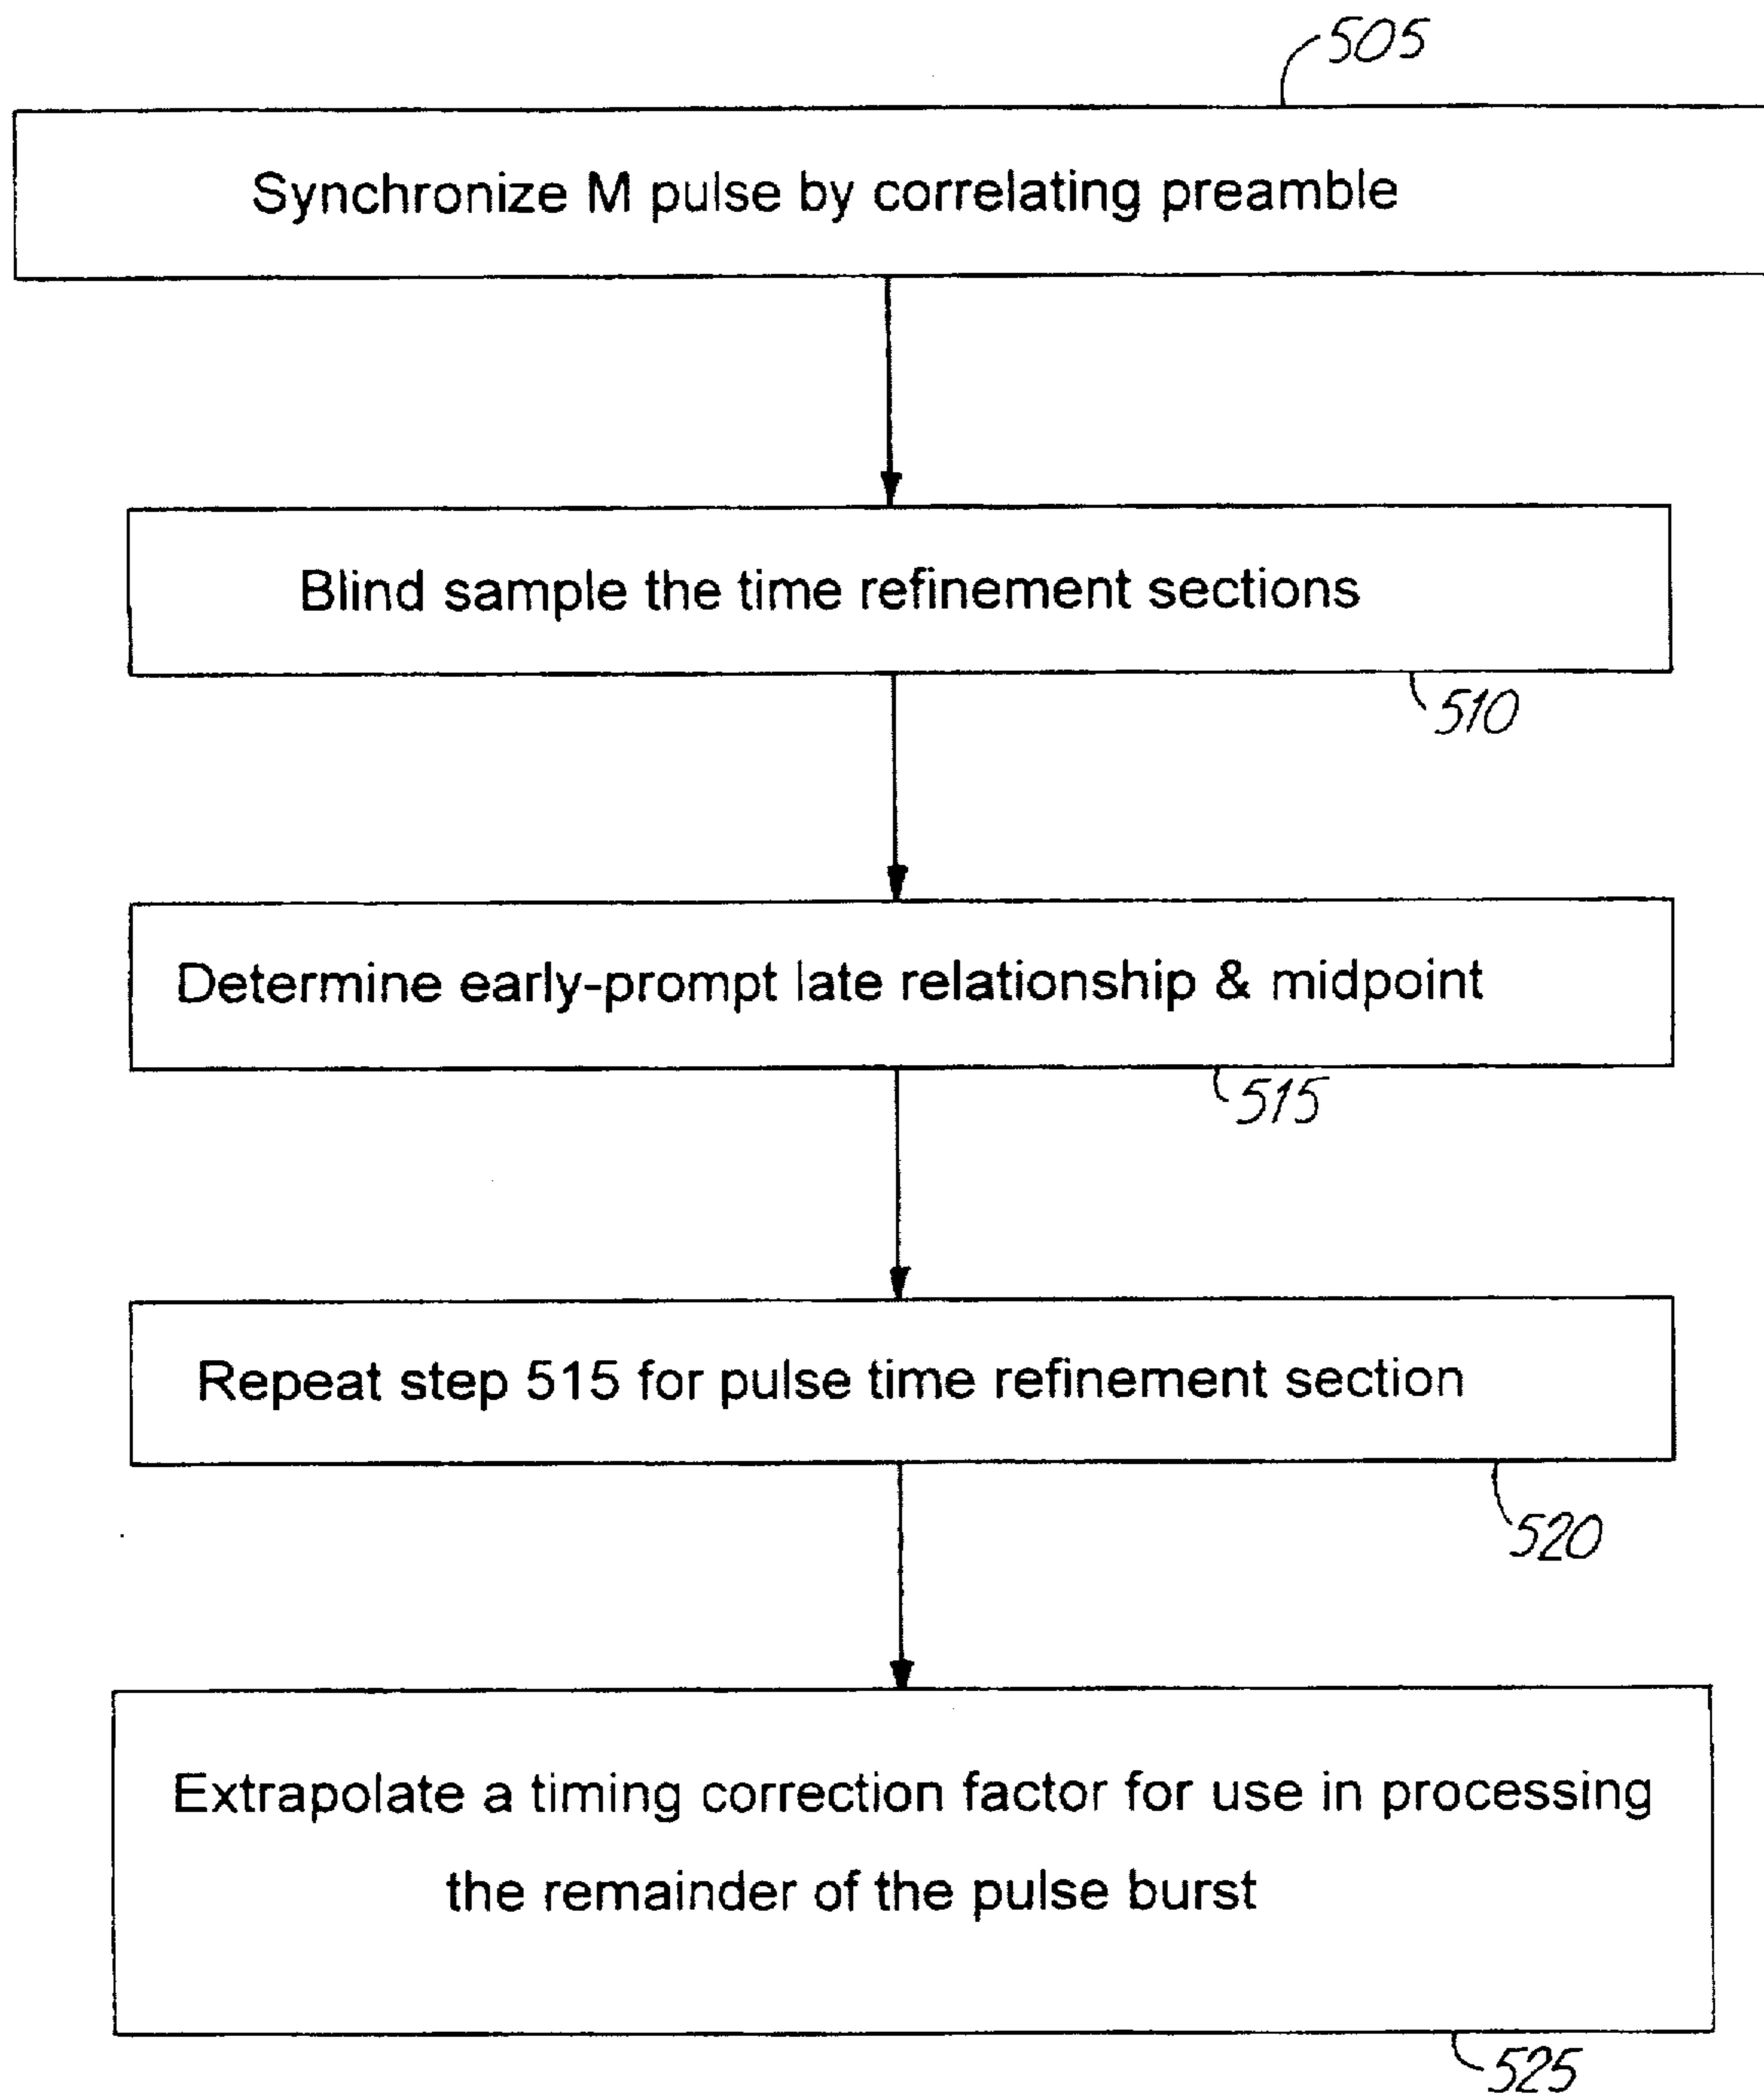 505
Synchronize M pulse by correlating preamble
Blind sample the time refinement sections
510
Determine early-prompt late relationship & midpoint
515
Repeat step 515 for pulse time refinement section
520
Extrapolate a timing correction factor for use in processing
the remainder of the pulse burst
525